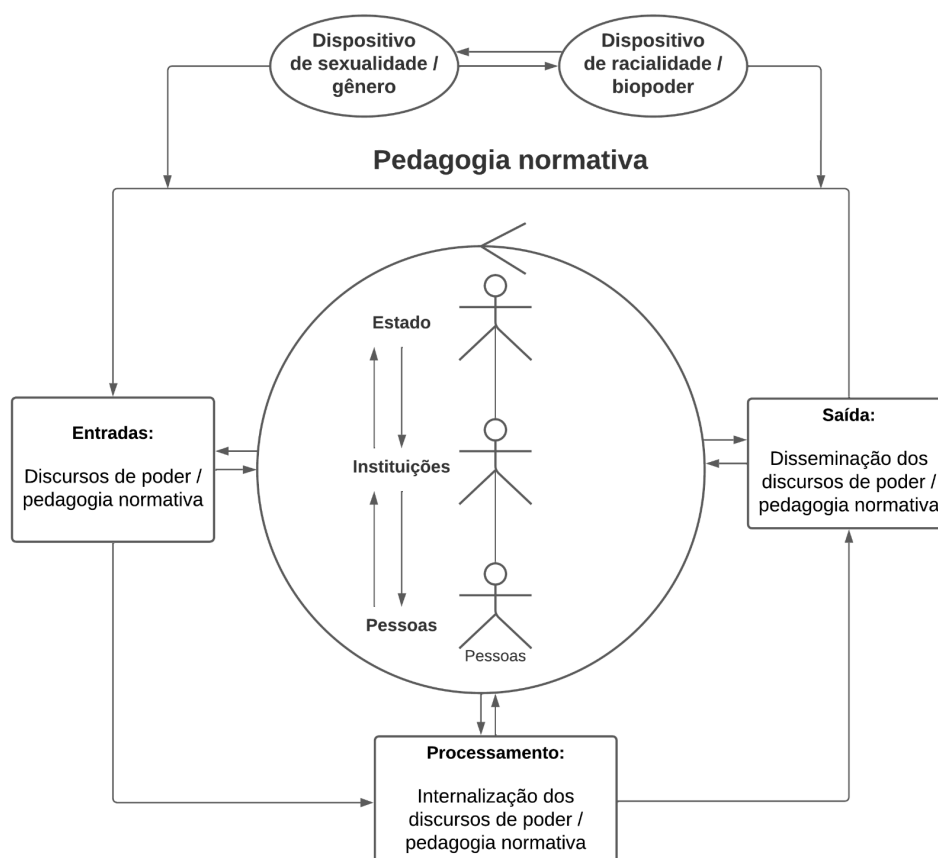 Dispositivo
de sexualidade /
gênero
Dispositivo
de racialidade /
biopoder
Pedagogia normativa
Estado
Instituições
Pessoas
Pessoas
Entradas:
Discursos de poder /
pedagogia normativa
Saída:
Disseminação dos
discursos de poder /
pedagogia normativa
Processamento:
Internalização dos
discursos de poder /
pedagogia normativa